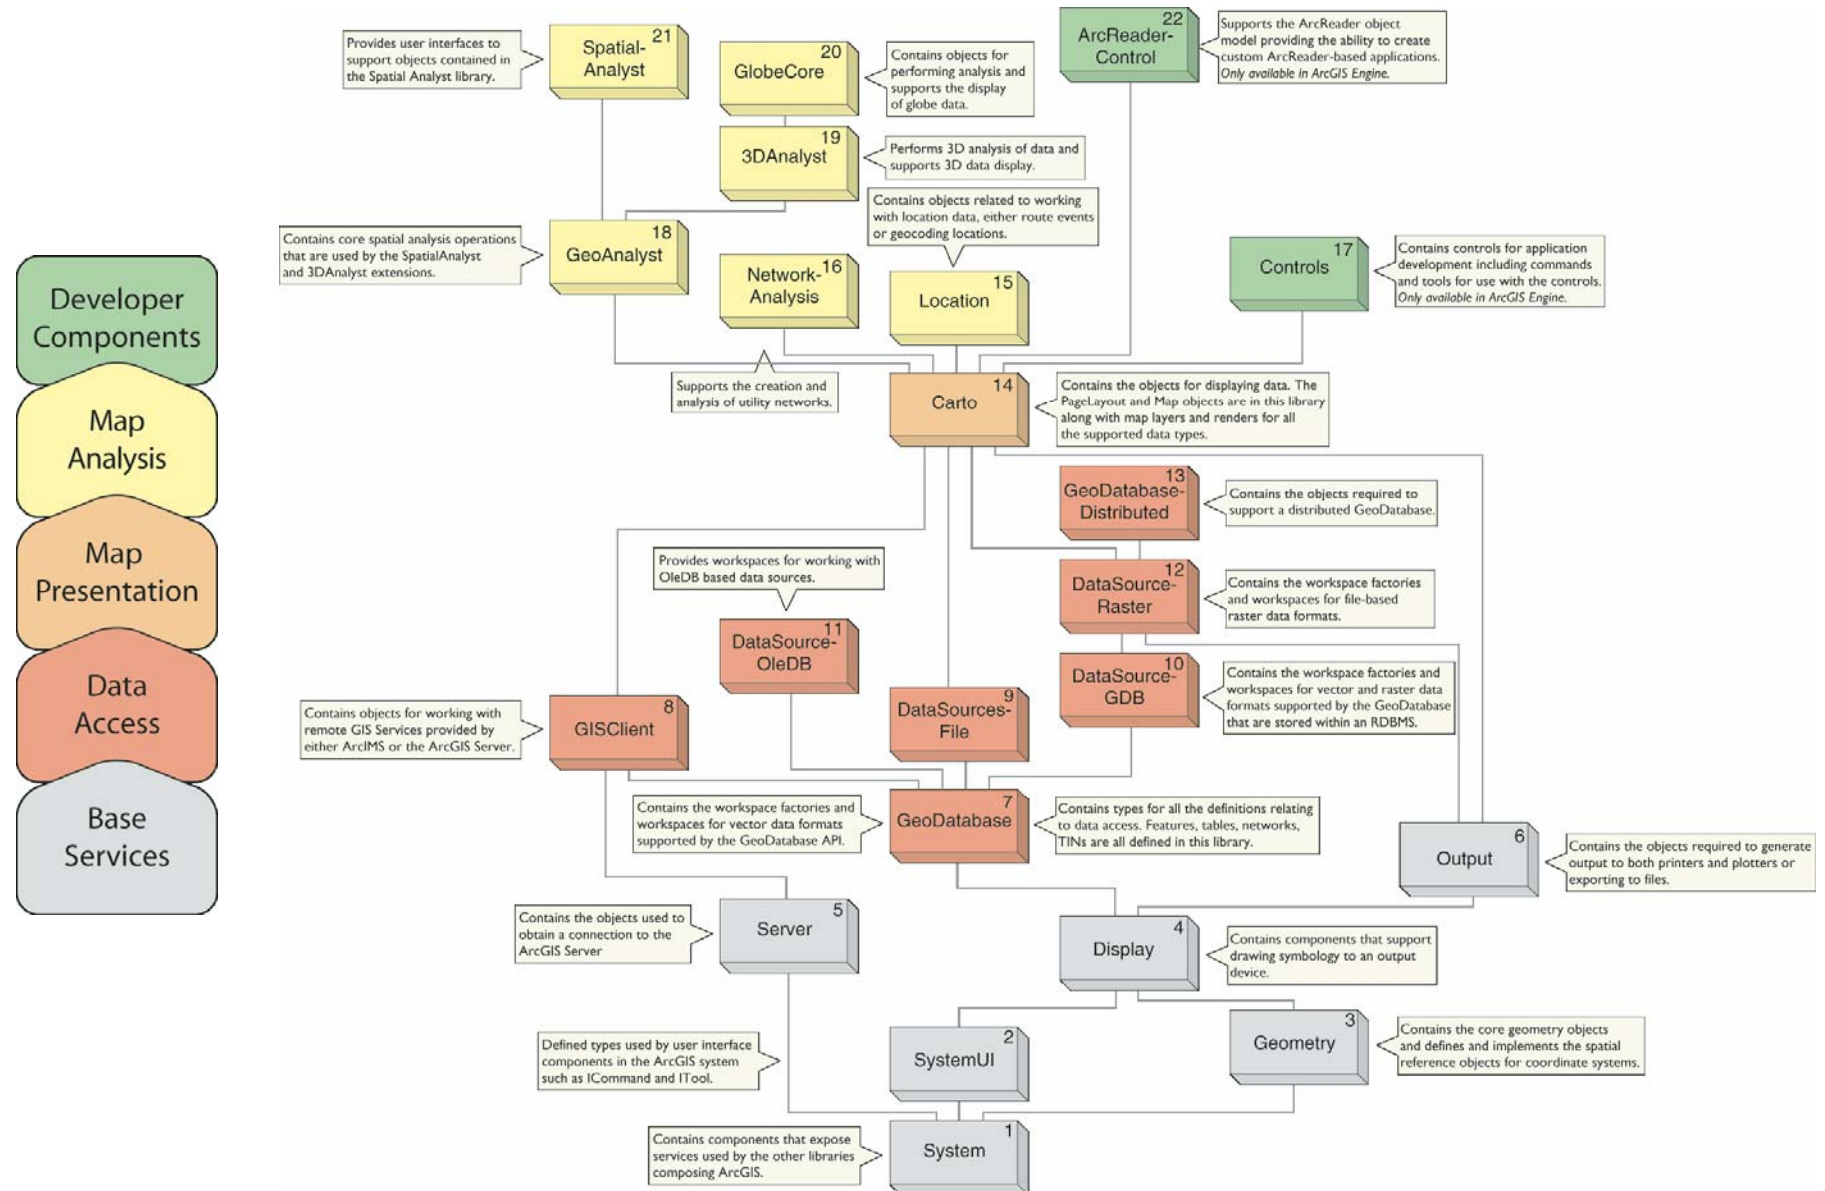 Developer
Components
Map
Analysis
Map
Presentation
Data
Access
Base
Services
Provides user interfaces to
support objects contained in
the Spatial Analyst library.
21
Spatial-
Analyst
20
GlobeCore
Contains objects for
performing analysis and
supports the display
of globe data.
22
ArcReader-
Control
Supports the ArcReader object
model providing the ability to create
custom ArcReader-based applications.
Only available in ArcGIS Engine.
19
3DAnalyst
Performs 3D analysis of data and
supports 3D data display.
Contains objects related to working
with location data, either route events
or geocoding locations.
Contains core spatial analysis operations
that are used by the SpatialAnalyst
and 3DAnalyst extensions.
18
GeoAnalyst
16
Network-
Analysis
15
Location
17
Controls
Contains controls for application
development including commands
and tools for use with the controls.
Only available in ArcGIS Engine.
Supports the creation and
analysis of utility networks.
14
Carto
Contains the objects for displaying data. The
PageLayout and Map objects are in this library
along with map layers and renders for all
the supported data types.
13
GeoDatabase-
Distributed
Contains the objects required to
support a distributed GeoDatabase.
Provides workspaces for working with
OleDB based data sources.
12
DataSource-
Raster
Contains the workspace factories
and workspaces for file-based
raster data formats.
11
DataSource-
OleDB
10
DataSource-
GDB
Contains the workspace factories and
workspaces for vector and raster data
formats supported by the GeoDatabase
that are stored within an RDBMS.
Contains objects for working with
remote GIS Services provided by
either ArcIMS or the ArcGIS Server.
8
GISClient
9
DataSources-
File
Contains the workspace factories and
workspaces for vector data formats
supported by the GeoDatabase API.
7
GeoDatabase
Contains types for all the definitions relating
to data access. Features, tables, networks,
TINs are all defined in this library.
6
Output
Contains the objects required to generate
output to both printers and plotters or
exporting to files.
Contains the objects used to
obtain a connection to the
ArcGIS Server
5
Server
4
Display
Contains components that support
drawing symbology to an output
device.
Defined types used by user interface
components in the ArcGIS system
such as ICommand and ITool.
2
SystemUI
3
Geometry
Contains the core geometry objects
and defines and implements the spatial
reference objects for coordinate systems.
Contains components that expose
services used by the other libraries
composing ArcGIS.
1
System